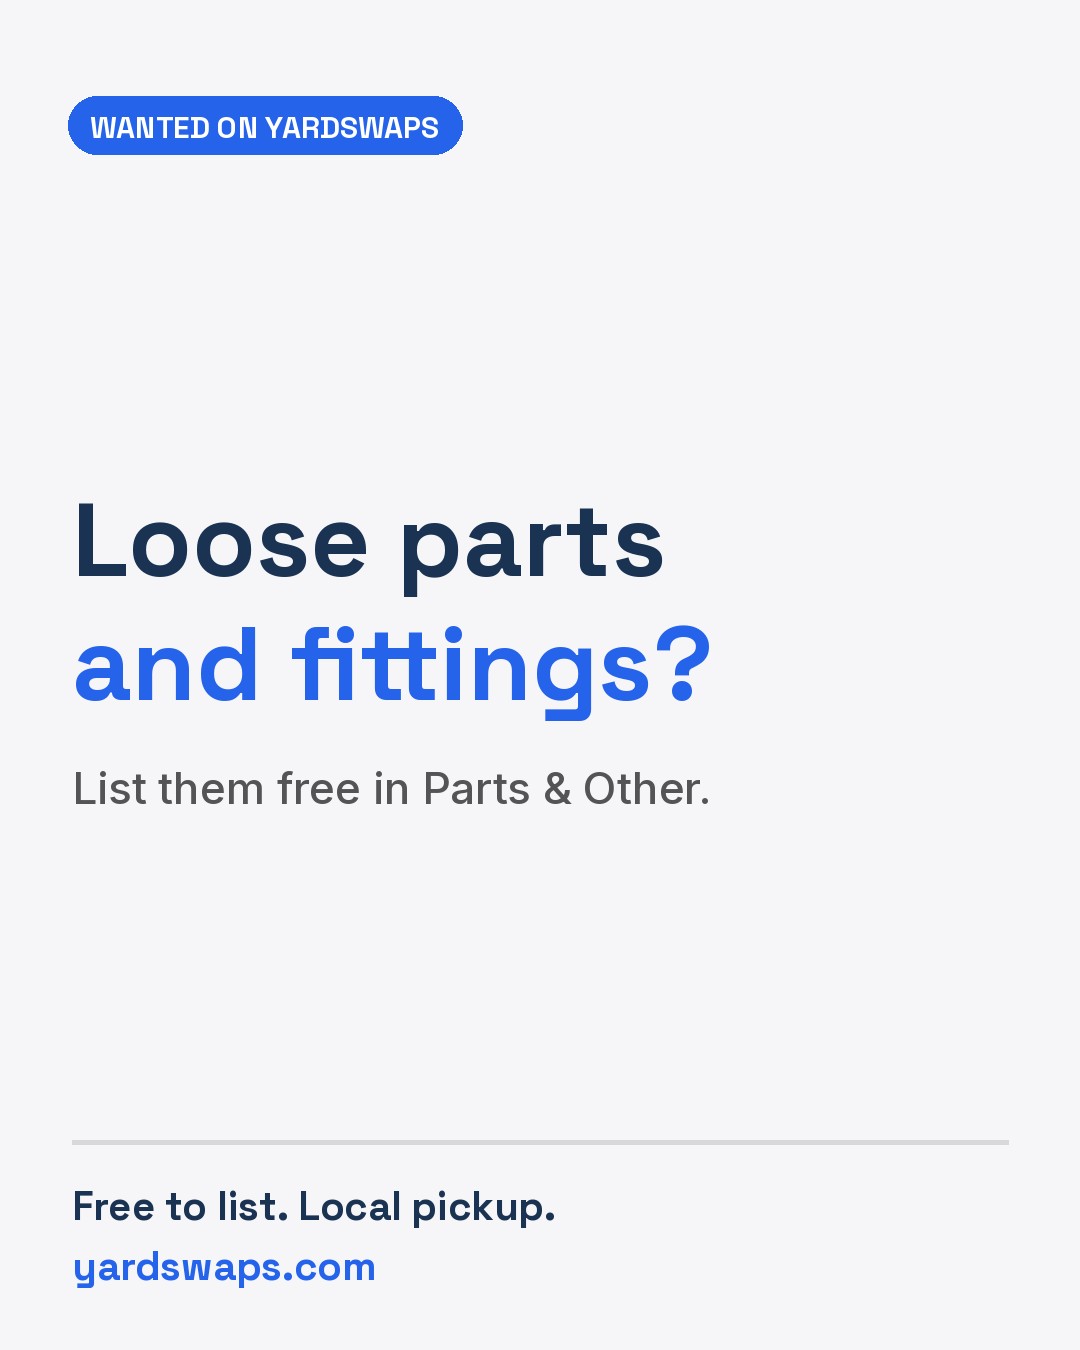 WANTED ON YARDSWAPS
Loose parts
and fittings?
List them free in Parts & Other.
Free to list. Local pickup.
yardswaps.com